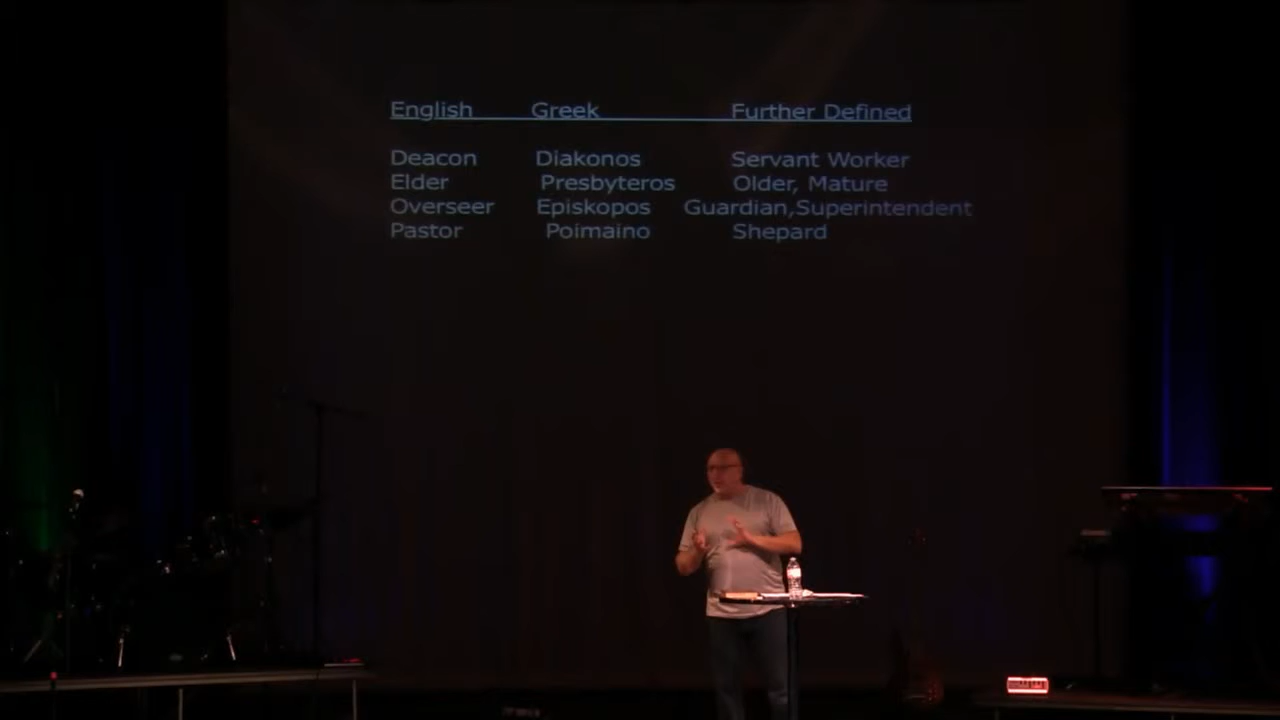 English Greek Further Defined
Deacon Diakonos Servant Worker
Elder Presbyteros Older, Mature
Overseer Episkopos Guardian,Superintendent
Pastor Poimaino Shepard